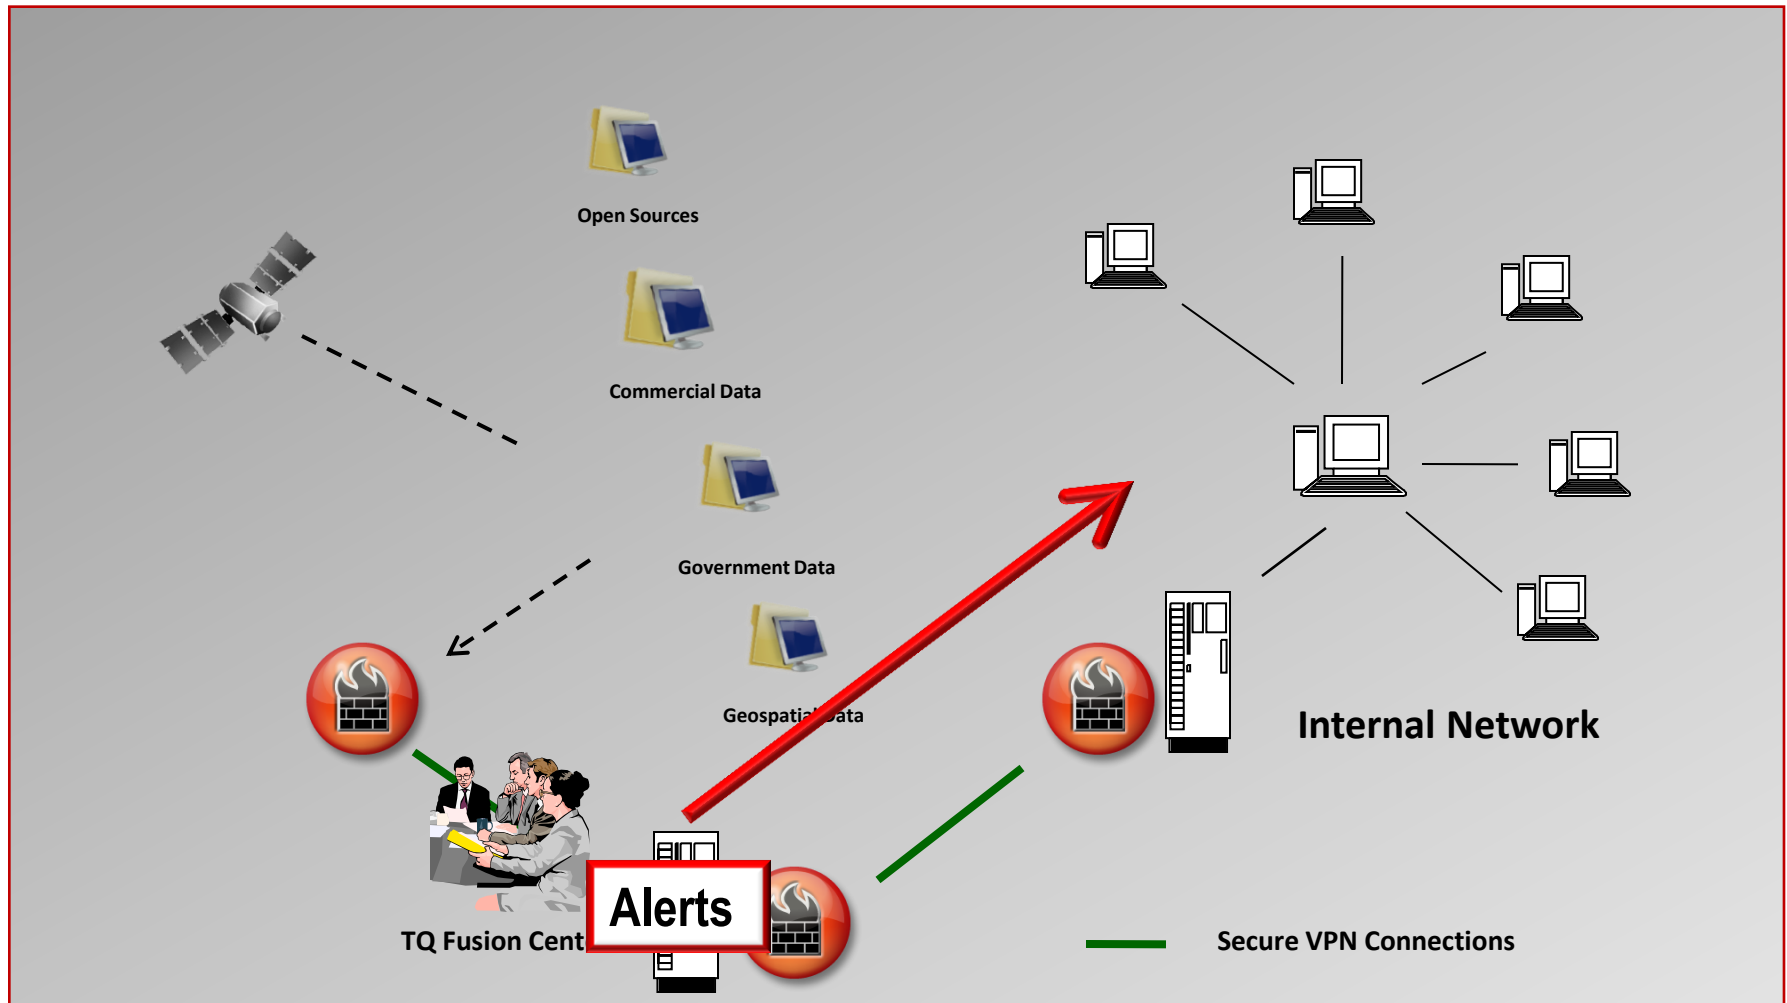 Open Sources
Commercial Data
Government Data
Geospatial Data
Internal Network
Alerts
TQ Fusion Cent
Secure VPN Connections